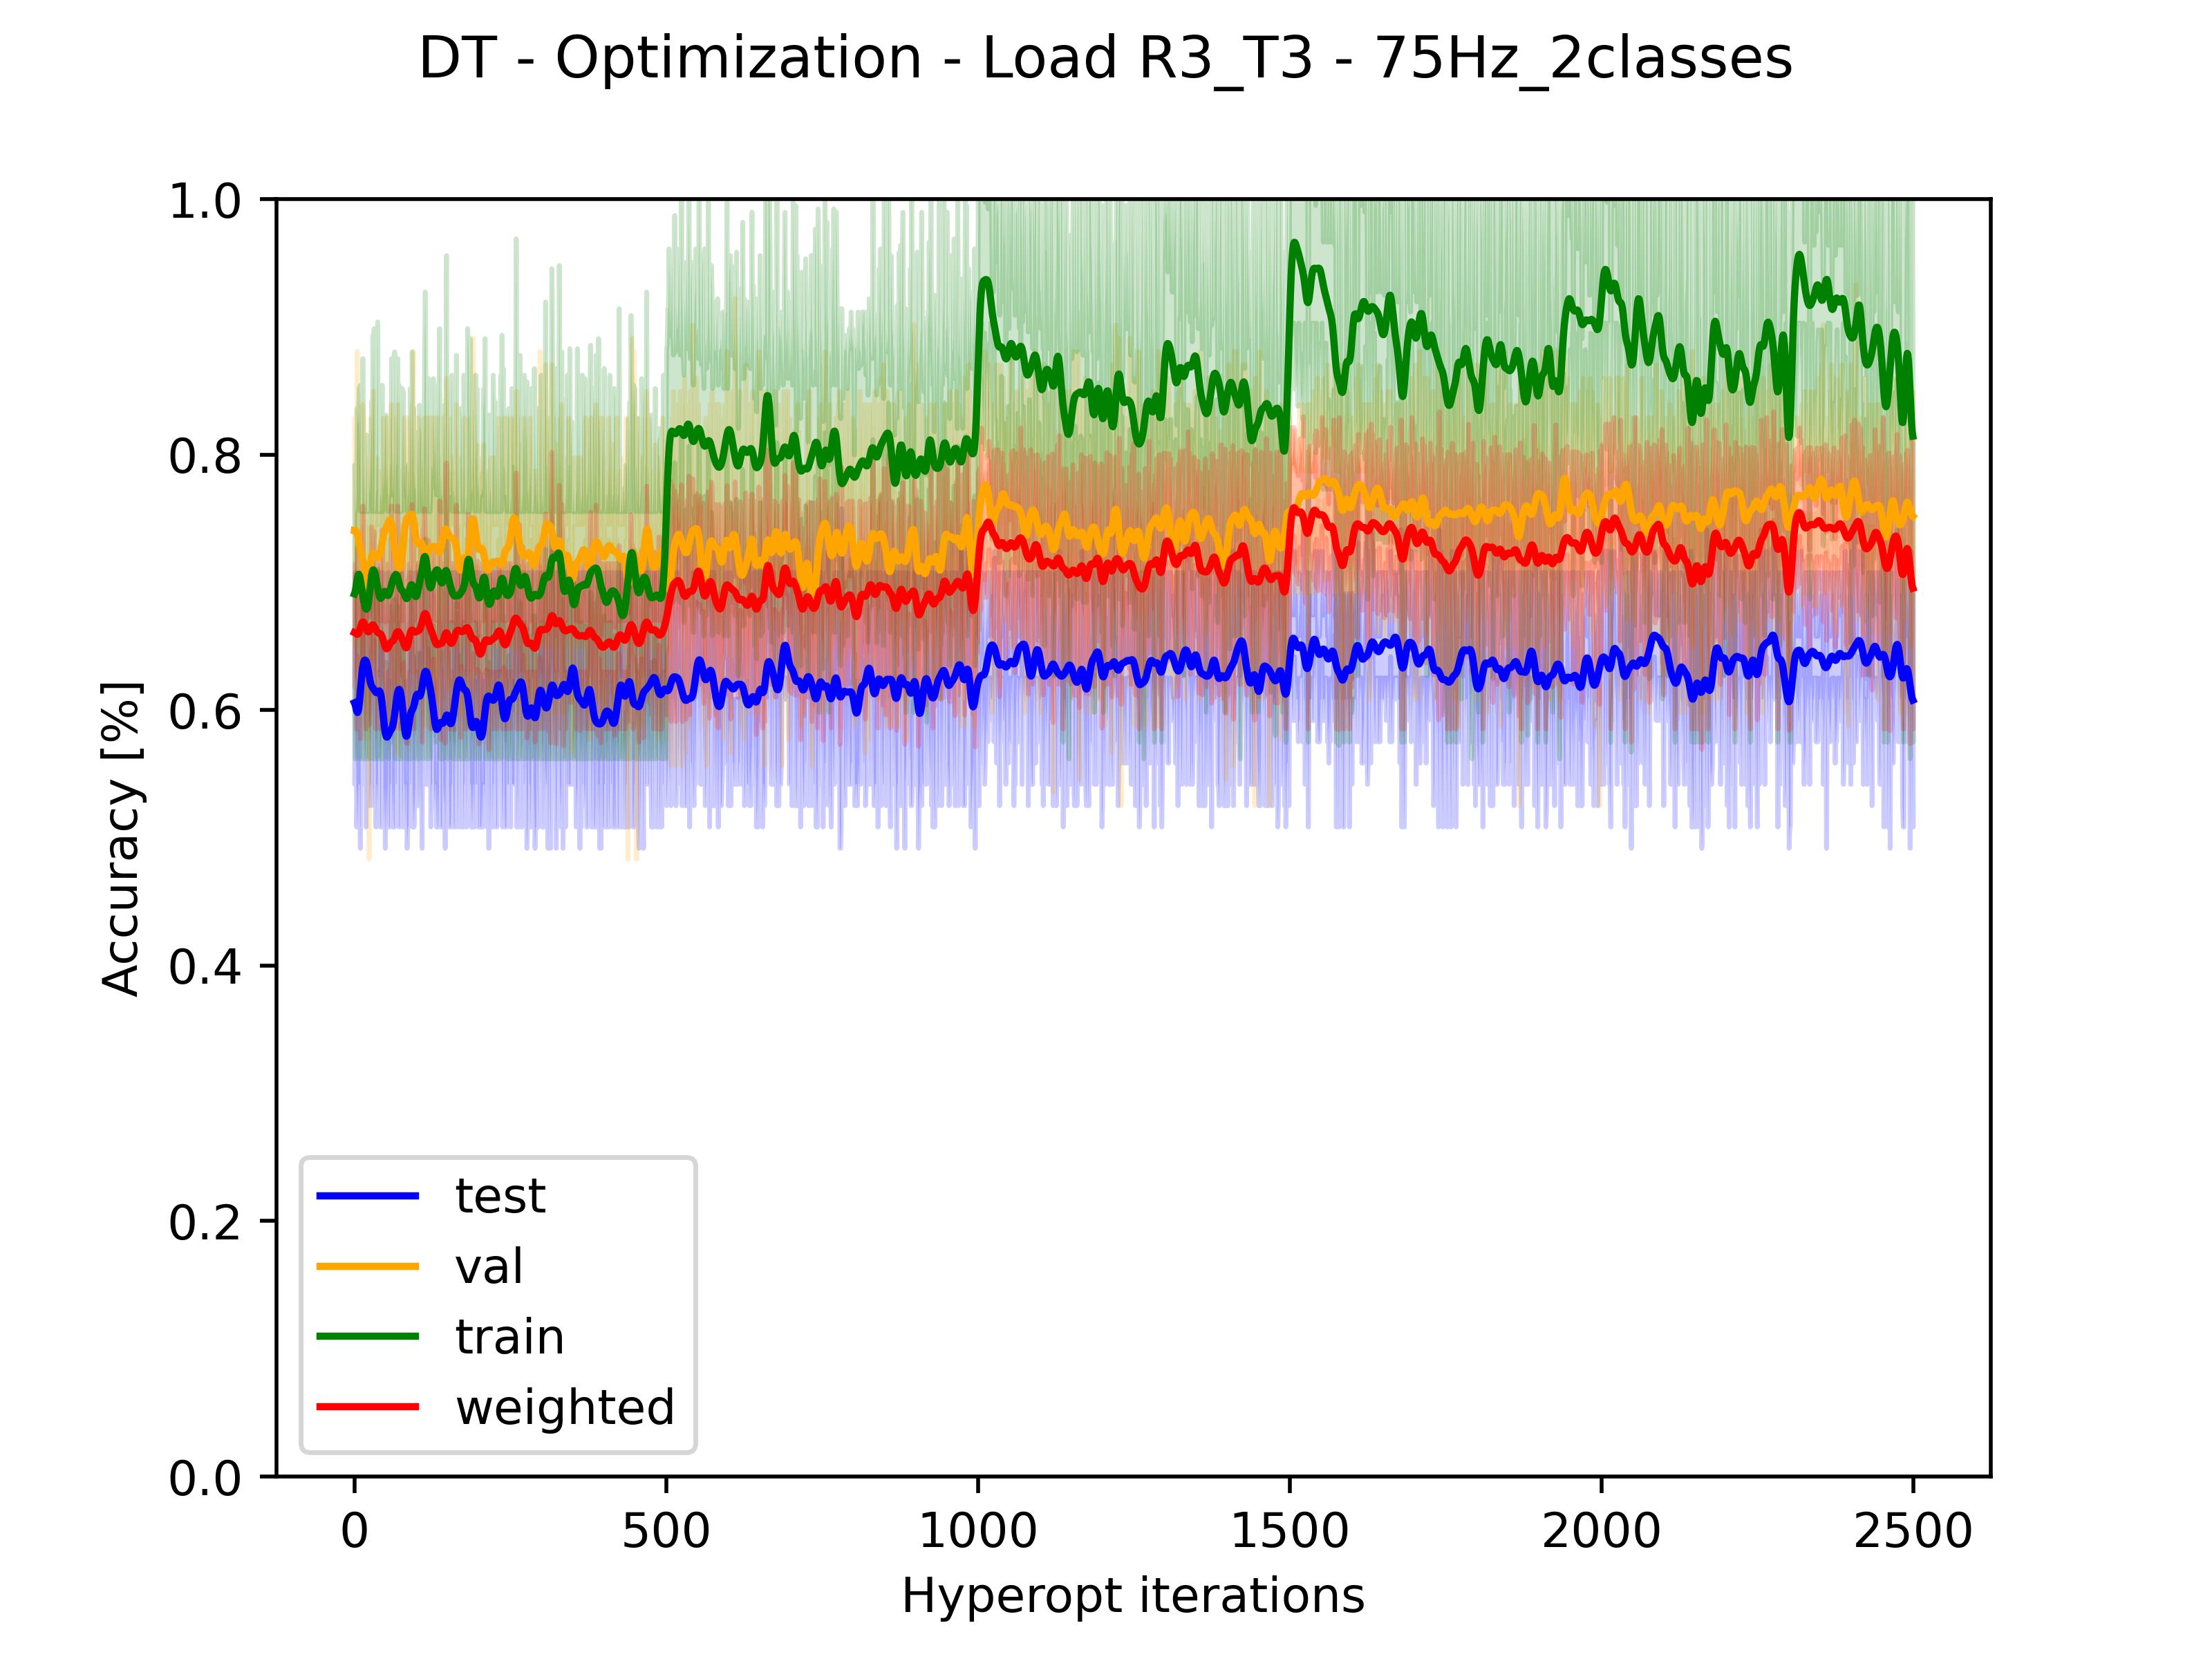 DT - Optimization - Load R3_T3 - 75Hz_2classes
1.0
0.8
0.6
0.4
0.2
0.0
Accuracy [%]
test
val
train
weighted
0 500 1000 1500 2000 2500
Hyperopt iterations